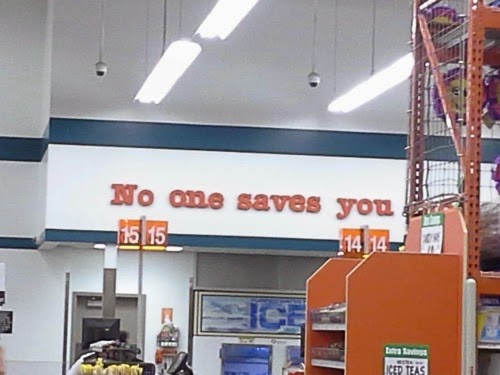 No one saves you
15 15
14 14
ICE
Extra Savings
ICED TEAS